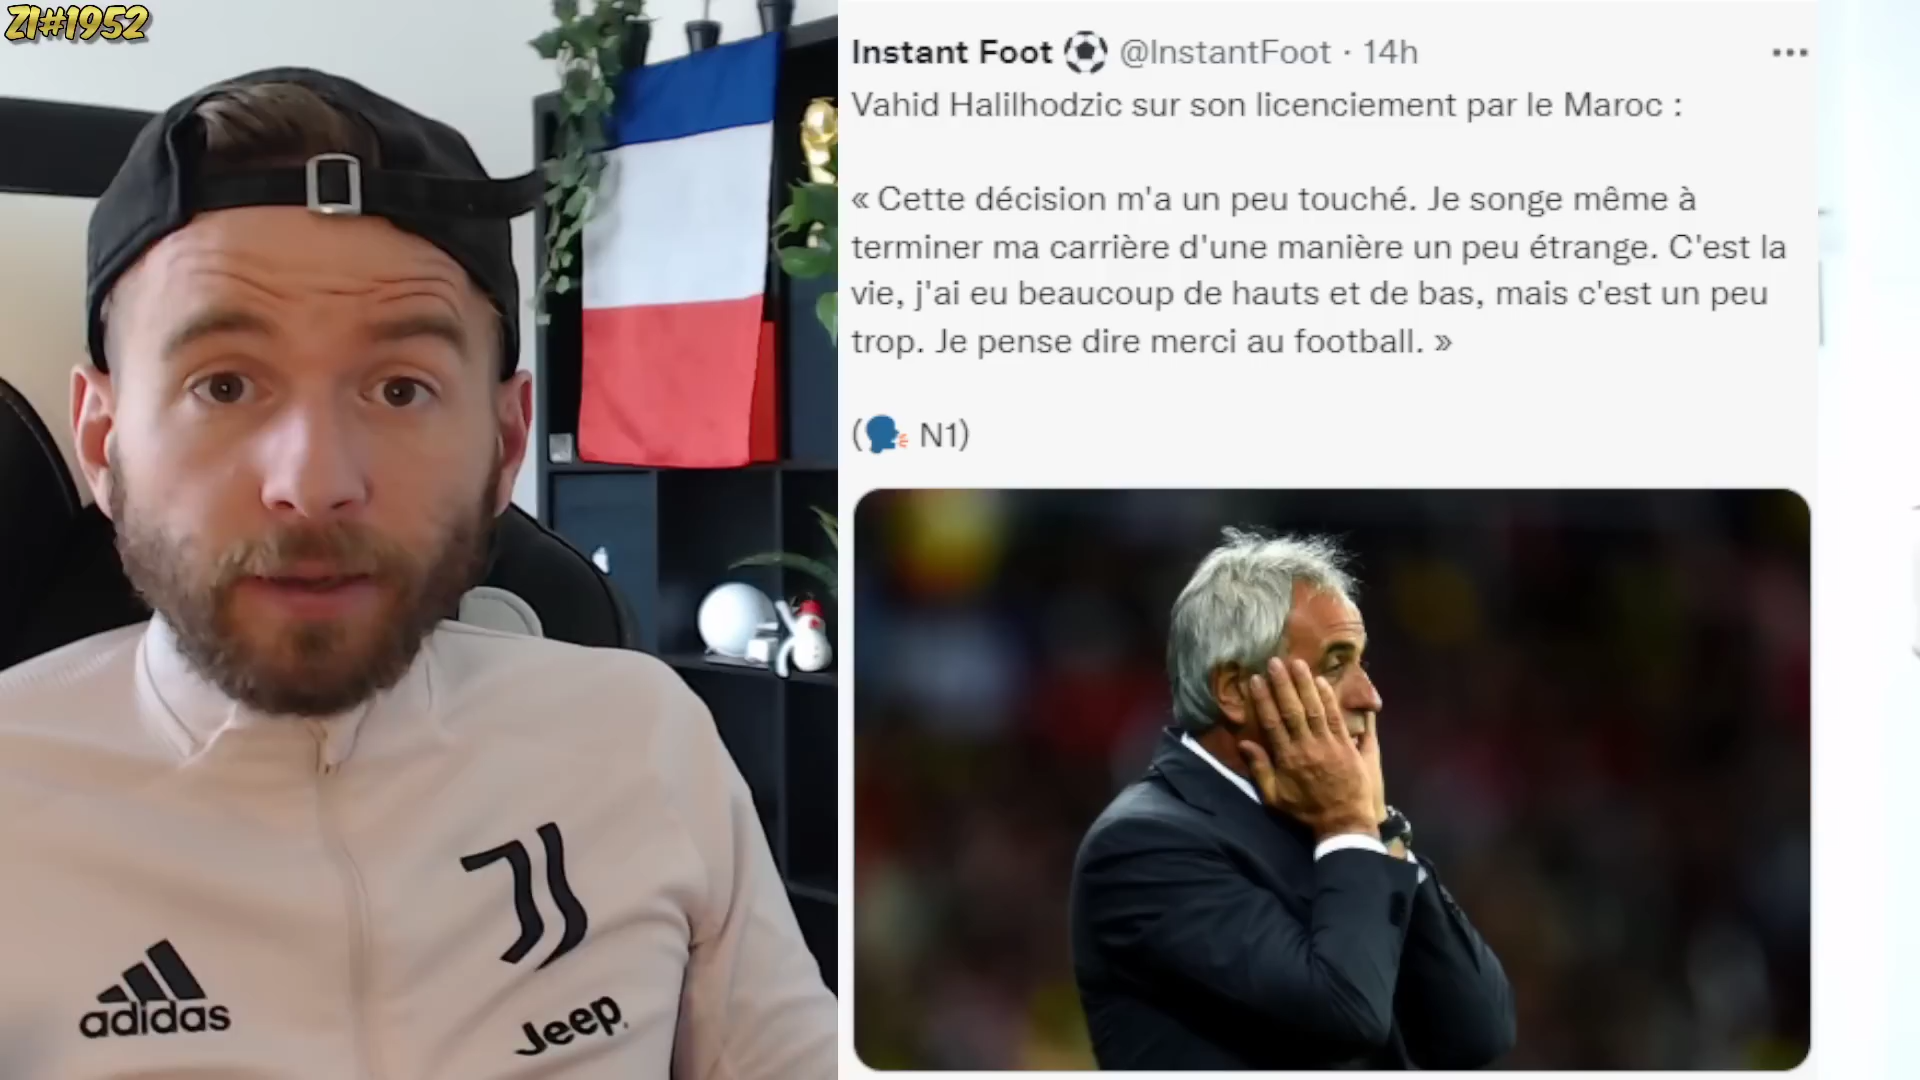 ZI#1952
Instant Foot @InstantFoot · 14h
Vahid Halilhodzic sur son licenciement par le Maroc :
« Cette décision m'a un peu touché. Je songe même à
terminer ma carrière d'une manière un peu étrange. C'est la
vie, j'ai eu beaucoup de hauts et de bas, mais c'est un peu
trop. Je pense dire merci au football. »
(🗣 N1)
adidas
Jeep